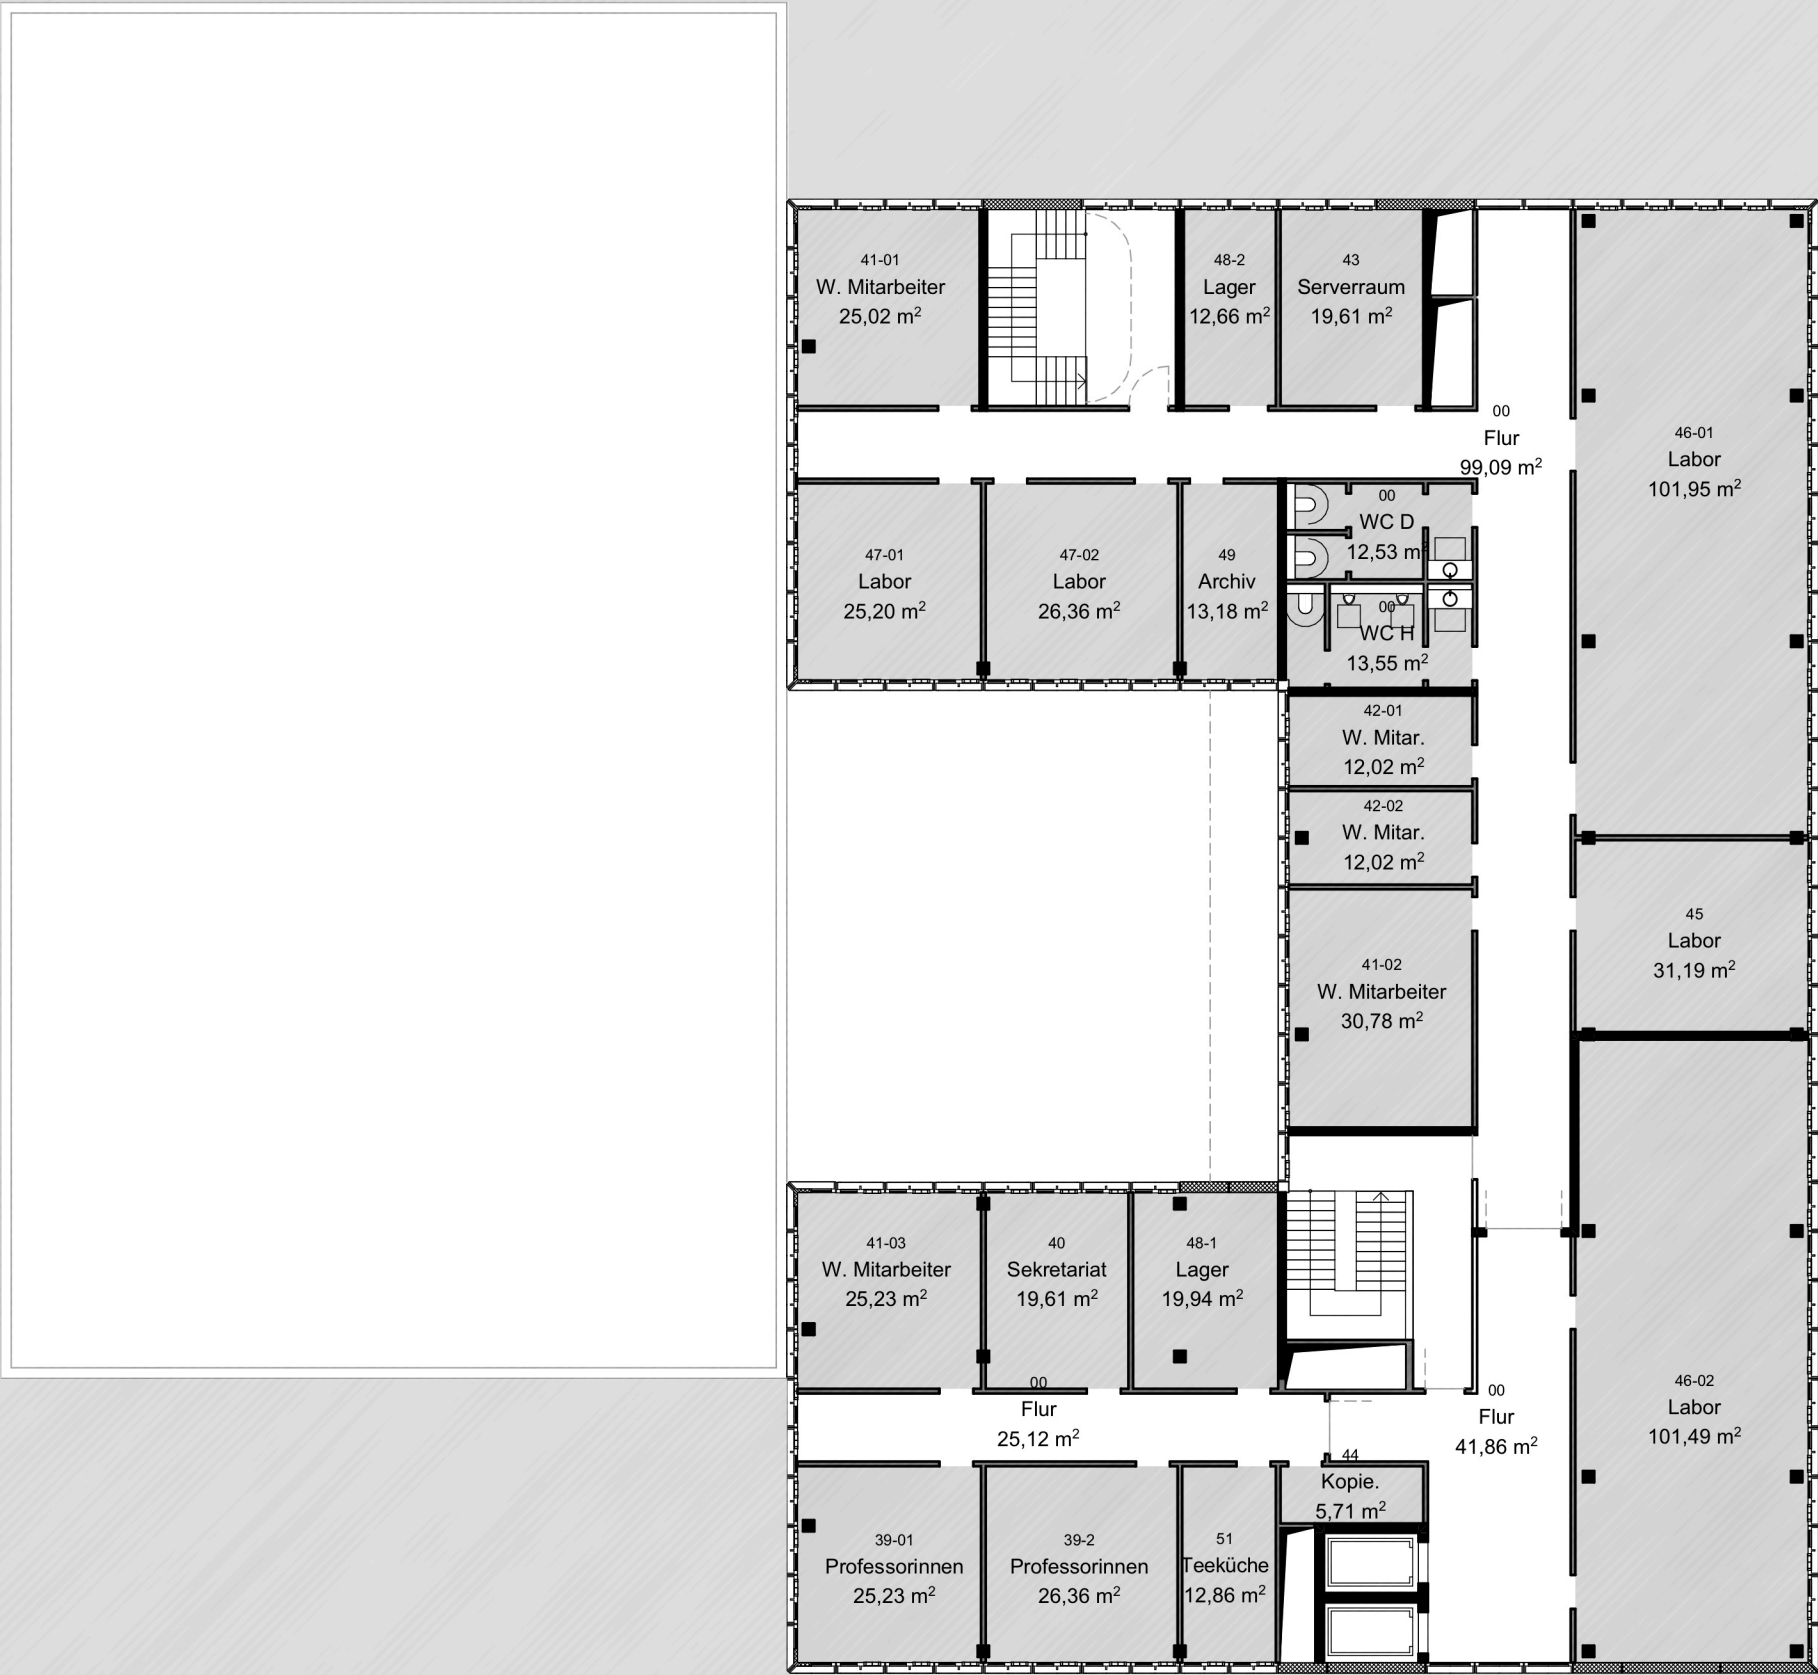 41-01
W. Mitarbeiter
25,02 m²
48-2
Lager
12,66 m²
43
Serverraum
19,61 m²
00
Flur
99,09 m²
46-01
Labor
101,95 m²
47-01
Labor
25,20 m²
47-02
Labor
26,36 m²
49
Archiv
13,18 m²
00
WC D
12,53 m²
00
WC H
13,55 m²
42-01
W. Mitar.
12,02 m²
42-02
W. Mitar.
12,02 m²
41-02
W. Mitarbeiter
30,78 m²
45
Labor
31,19 m²
41-03
W. Mitarbeiter
25,23 m²
40
Sekretariat
19,61 m²
48-1
Lager
19,94 m²
00
Flur
25,12 m²
00
Flur
41,86 m²
46-02
Labor
101,49 m²
44
Kopie.
5,71 m²
39-01
Professorinnen
25,23 m²
39-2
Professorinnen
26,36 m²
51
Teeküche
12,86 m²